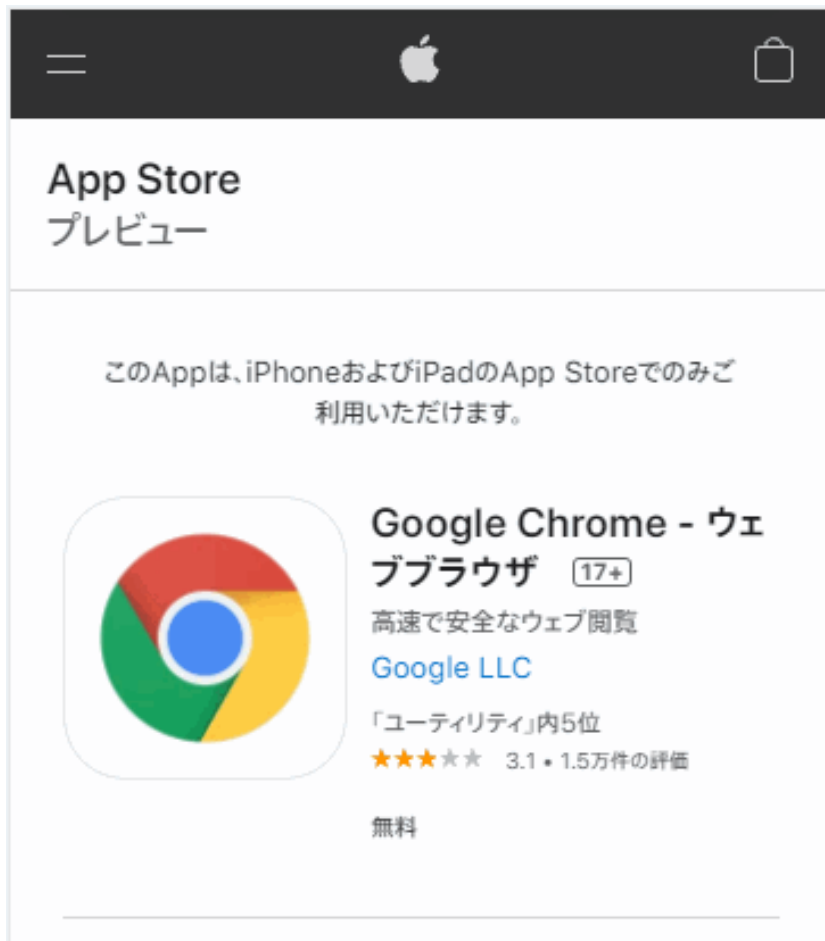 App Store
プレビュー
このAppは、iPhoneおよびiPadのApp Storeでのみご
利用いただけます。
Google Chrome - ウェ
ブブラウザ 17+
高速で安全なウェブ閲覧
Google LLC
「ユーティリティ」内5位
★★★★★ 3.1 • 1.5万件の評価
無料